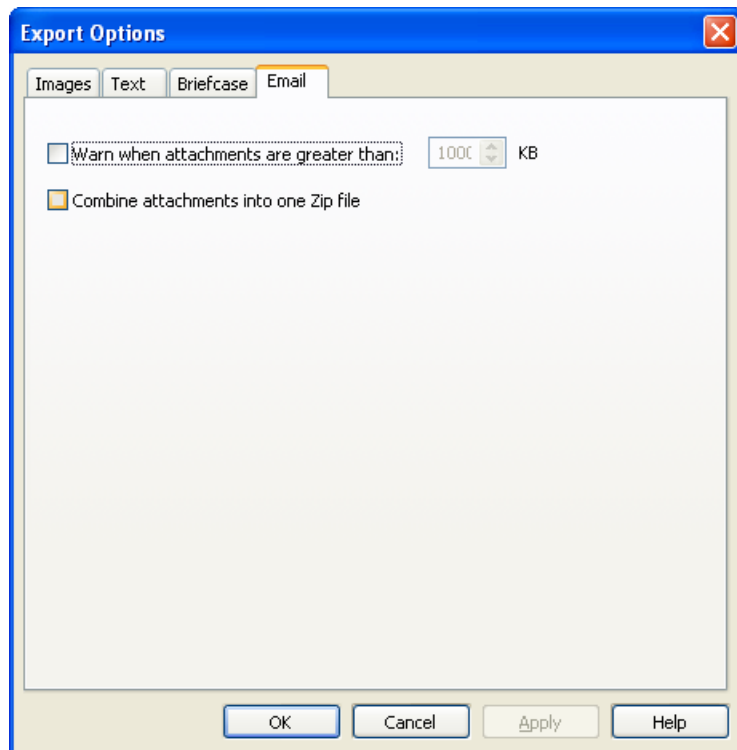 Export Options
Images Text Briefcase Email
Warn when attachments are greater than: 1000 KB
Combine attachments into one Zip file
OK Cancel Apply Help